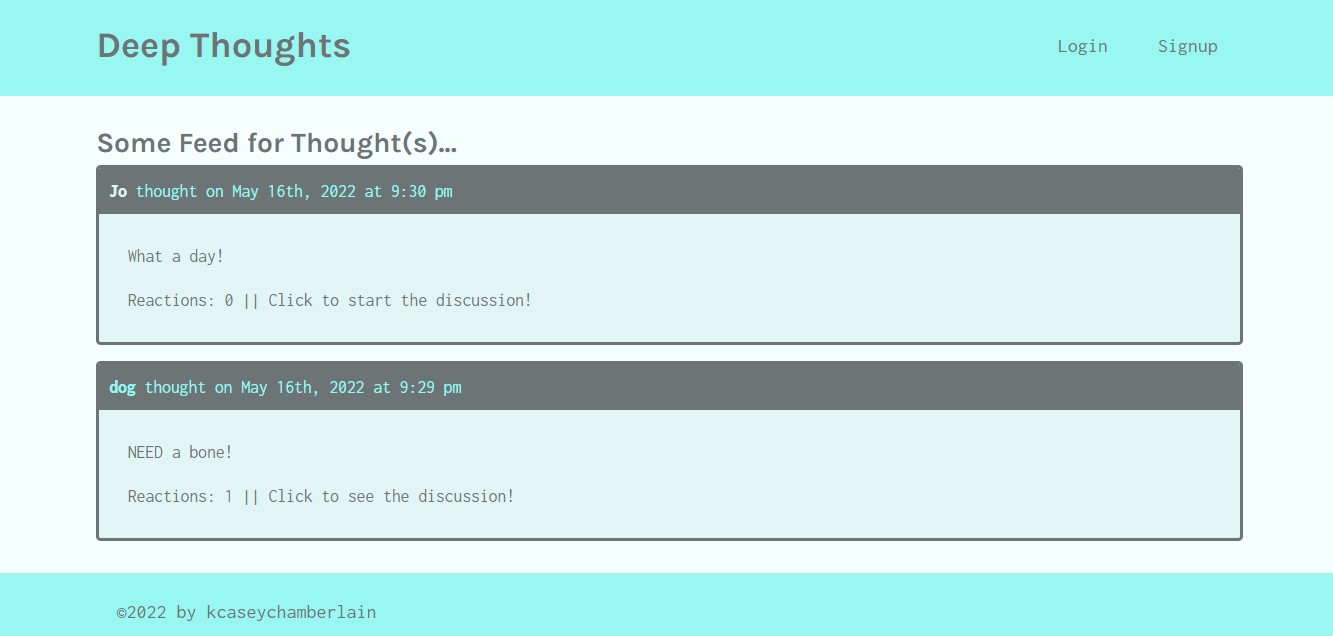 Deep Thoughts
Login Signup
Some Feed for Thought(s)...
Jo thought on May 16th, 2022 at 9:30 pm
What a day!
Reactions: 0 || Click to start the discussion!
dog thought on May 16th, 2022 at 9:29 pm
NEED a bone!
Reactions: 1 || Click to see the discussion!
©2022 by kcaseychamberlain